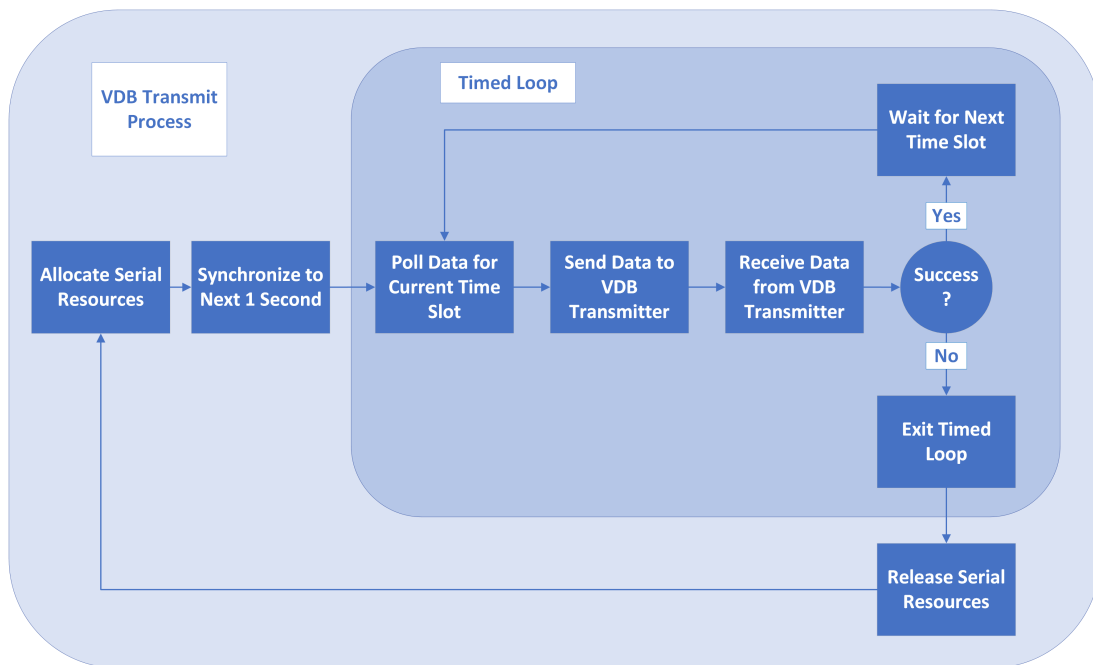 VDB Transmit
Process
Timed Loop
Wait for Next
Time Slot
Yes
Allocate Serial
Resources
Synchronize to
Next 1 Second
Poll Data for
Current Time
Slot
Send Data to
VDB
Transmitter
Receive Data
from VDB
Transmitter
Success
?
No
Exit Timed
Loop
Release Serial
Resources